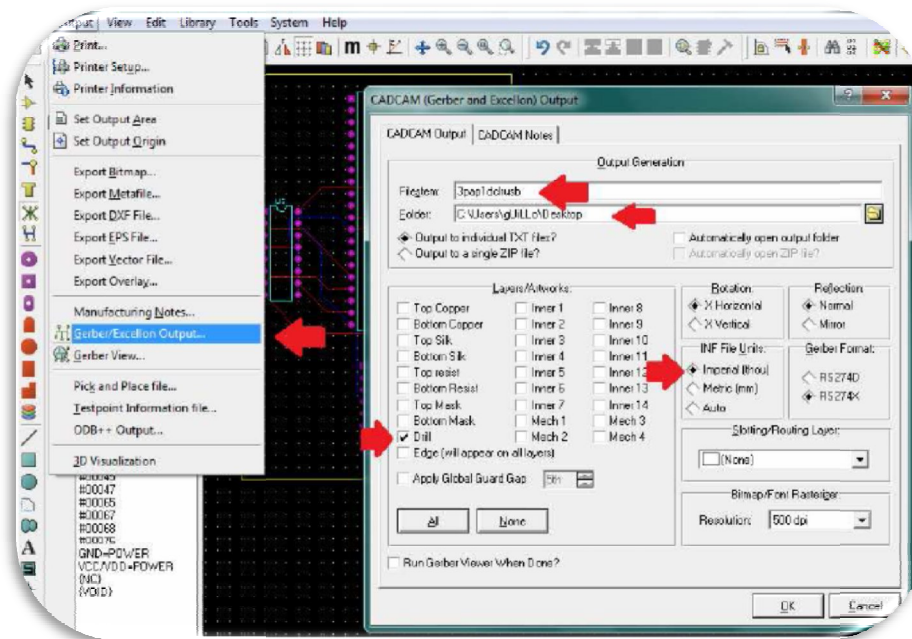 Output View Edit Library Tools System Help
Print...
Printer Setup...
Printer Information
Set Output Area
Set Output Origin
Export Bitmap...
Export Metafile...
Export DXF File...
Export EPS File...
Export Vector File...
Export Overlay...
Manufacturing Notes...
Gerber/Excellon Output...
Gerber View...
Pick and Place file...
Testpoint Information file...
ODB++ Output...
3D Visualization
#00045
#00047
#00065
#00067
#00068
#00076
GND=POWER
VCC/VDD=POWER
(NC)
(VOID)
CADCAM (Gerber and Excellon) Output
CADCAM Output CADCAM Notes
Output Generation
Filestem:
Folder: C:\Users\gUiLLe\Desktop
Output to individual TXT files?
Automatically open output folder
Output to a single ZIP file?
Automatically open ZIP file?
Layers/Artworks:
Top Copper Inner 1 Inner 8
Bottom Copper Inner 2 Inner 9
Top Silk Inner 3 Inner 10
Bottom Silk Inner 4 Inner 11
Top resist Inner 5 Inner 12
Bottom Resist Inner 6 Inner 13
Top Mask Inner 7 Inner 14
Bottom Mask Mech 1 Mech 3
Drill Mech 2 Mech 4
Edge (will appear on all layers)
Apply Global Guard Gap 5th
All None
Run Gerber Viewer When Done?
Rotation:
X Horizontal
X Vertical
Reflection:
Normal
Mirror
INF File Units:
Imperial (thou)
Metric (mm)
Auto
Gerber Format:
RS274D
RS274X
Slotting/Routing Layer:
(None)
Bitmap/Font Rasterizer:
Resolution: 500 dpi
OK Cancel